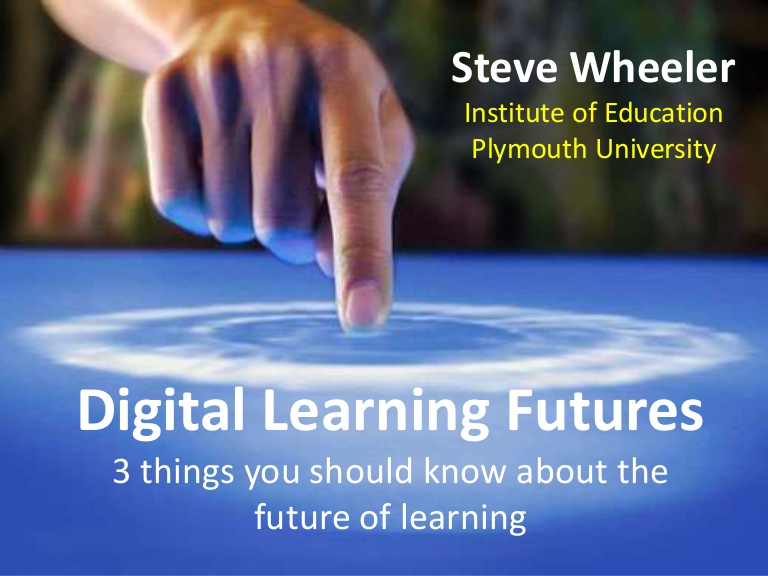 Steve Wheeler
Institute of Education
Plymouth University
Digital Learning Futures
3 things you should know about the
future of learning